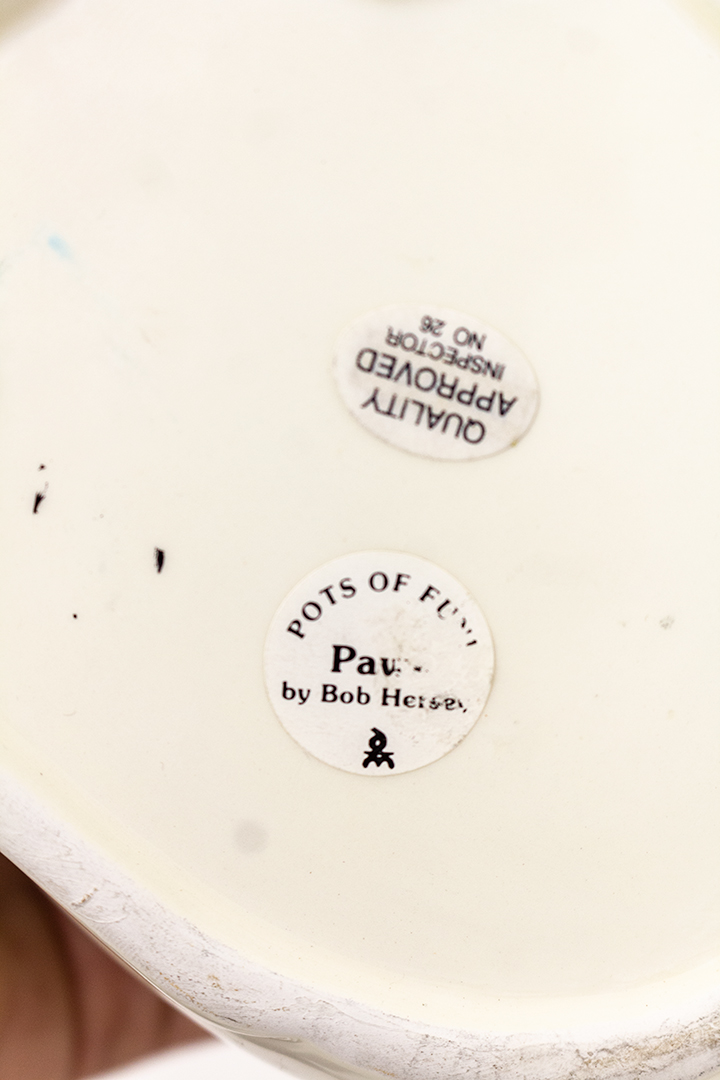 QUALITY
APPROVED
INSPECTOR
NO 26
POTS OF
by Bob